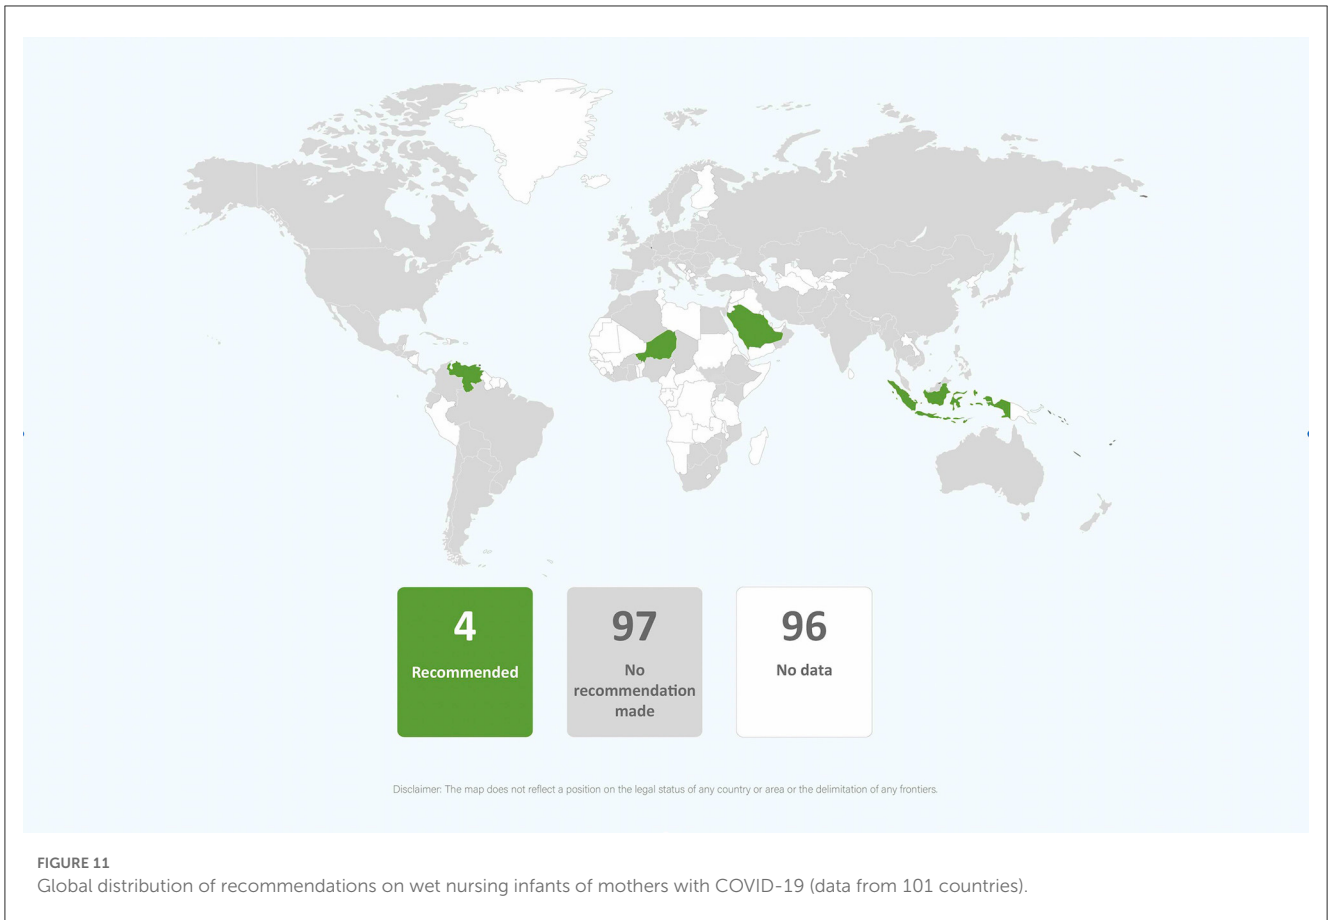 4
Recommended
97
No
recommendation
made
96
No data
Disclaimer: The map does not reflect a position on the legal status of any country or area or the delimitation of any frontiers.
FIGURE 11
Global distribution of recommendations on wet nursing infants of mothers with COVID-19 (data from 101 countries).